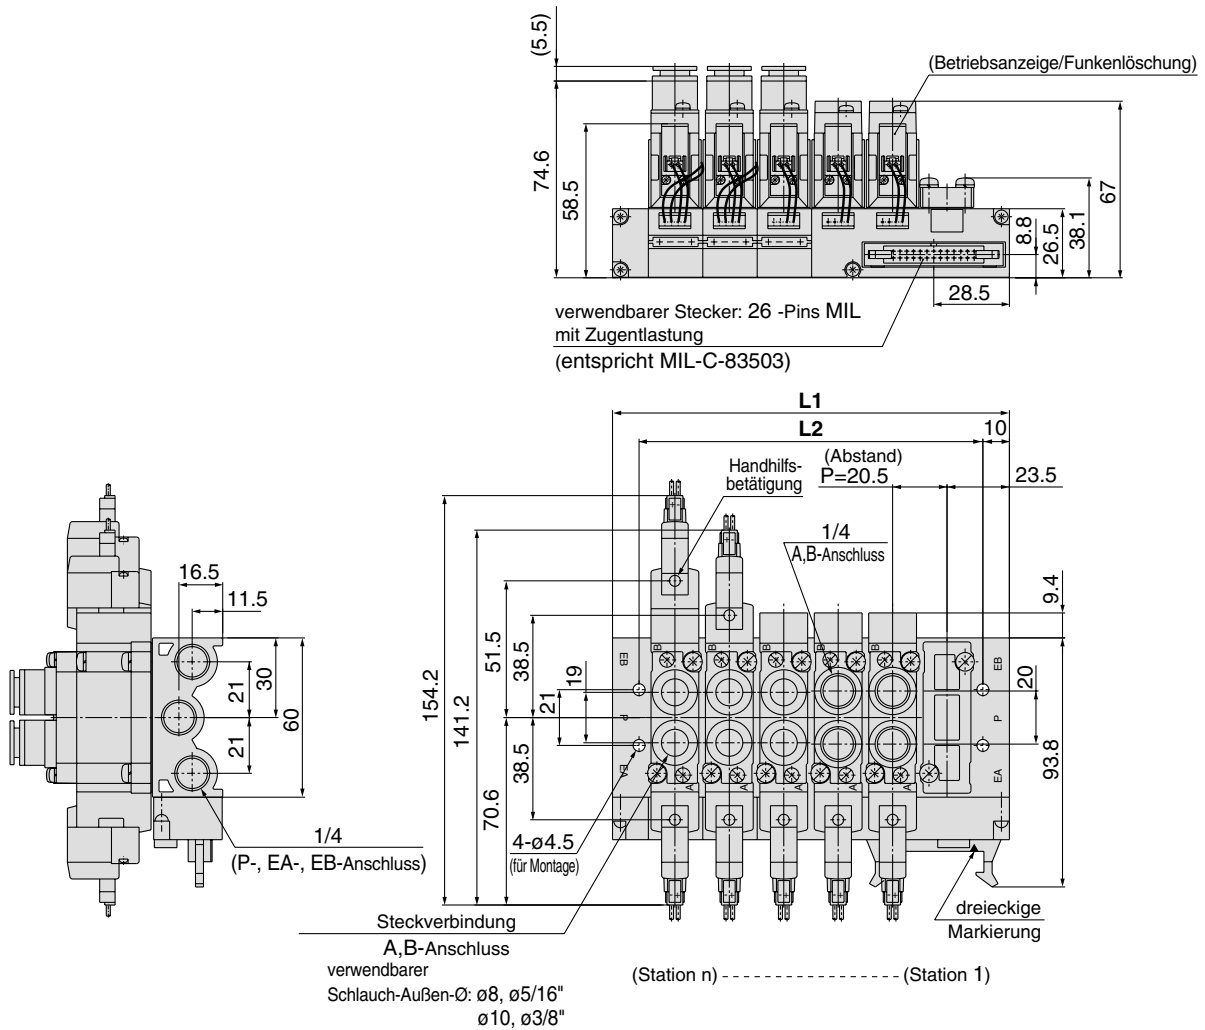 (5.5)
(Betriebsanzeige/Funkenlöschung)
74.6
58.5
67
38.1
26.5
8.8
28.5
verwendbarer Stecker: 26 -Pins MIL
mit Zugentlastung
(entspricht MIL-C-83503)
L1
L2
10
(Abstand)
P=20.5
23.5
Handhilfs-
betätigung
1/4
A,B-Anschluss
16.5
11.5
9.4
154.2
141.2
51.5
38.5
19
21
21
30
60
21
20
93.8
38.5
70.6
EB
P
EA
B
B
B
B
EB
P
EA
A
A
A
A
1/4
(P-, EA-, EB-Anschluss)
4-ø4.5
(für Montage)
Steckverbindung
A,B-Anschluss
verwendbarer
Schlauch-Außen-Ø: ø8, ø5/16"
ø10, ø3/8"
dreieckige
Markierung
(Station n) - - - - - - - - - - - - - - - - - - - (Station 1)